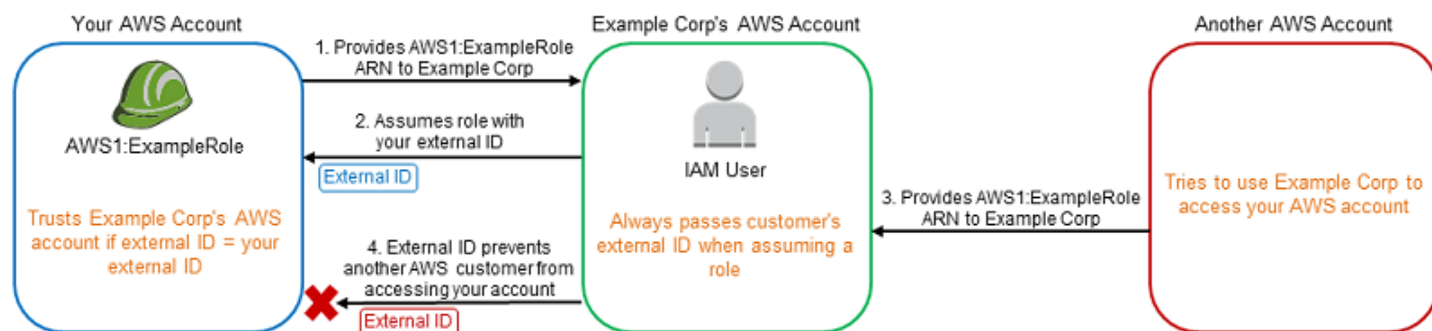 Your AWS Account
Example Corp's AWS Account
Another AWS Account
1. Provides AWS1:ExampleRole
ARN to Example Corp
AWS1:ExampleRole
2. Assumes role with
your external ID
External ID
IAM User
Trusts Example Corp's AWS
account if external ID = your
external ID
Always passes customer's
external ID when assuming a
role
3. Provides AWS1:ExampleRole
ARN to Example Corp
Tries to use Example Corp to
access your AWS account
4. External ID prevents
another AWS customer from
accessing your account
External ID